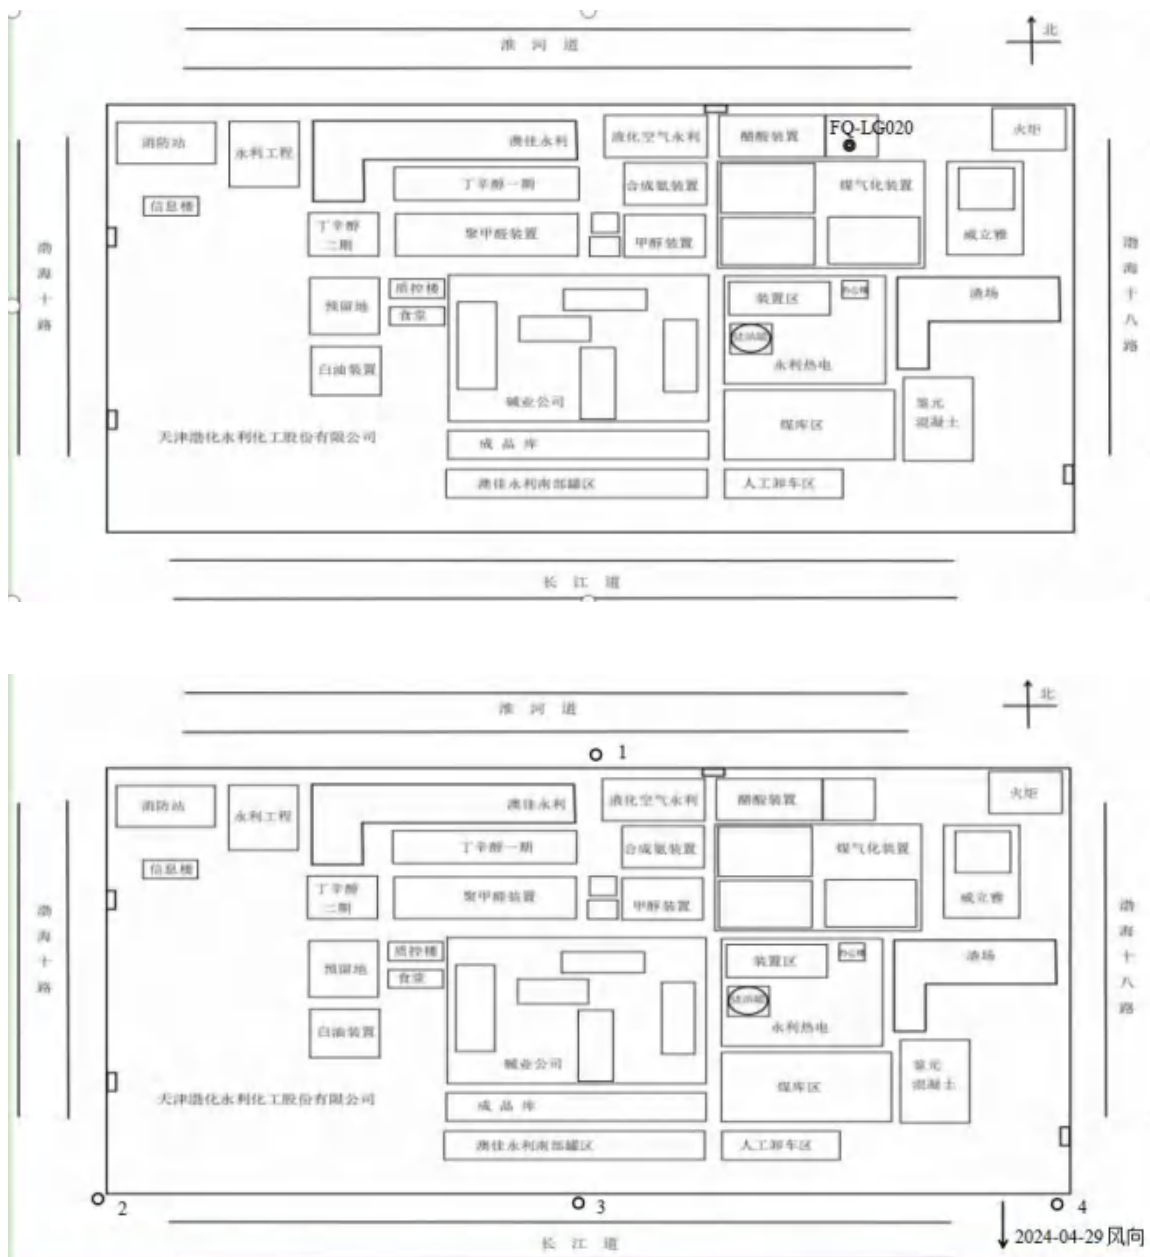 淮河道
北
消防站
永利工程
澳佳永利
液化空气永利
醋酸装置
FQ-LG020
火炬
丁辛醇一期
合成氨装置
煤气化装置
信息楼
丁辛醇
二期
聚甲醛装置
甲醇装置
威立雅
渤海十路
渤海十八路
预留地
质控楼
食堂
装置区
办公楼
渣场
白油装置
永利热电
碱业公司
煤库区
混凝土
天津渤化永利化工股份有限公司
成品库
澳佳永利南部罐区
人工卸车区
长江道
淮河道
北
1
消防站
永利工程
澳佳永利
液化空气永利
醋酸装置
火炬
丁辛醇一期
合成氨装置
煤气化装置
信息楼
丁辛醇
二期
聚甲醛装置
甲醇装置
威立雅
渤海十路
渤海十八路
预留地
质控楼
食堂
装置区
办公楼
渣场
白油装置
永利热电
碱业公司
煤库区
混凝土
天津渤化永利化工股份有限公司
成品库
澳佳永利南部罐区
人工卸车区
2
3
4
2024-04-29风向
长江道